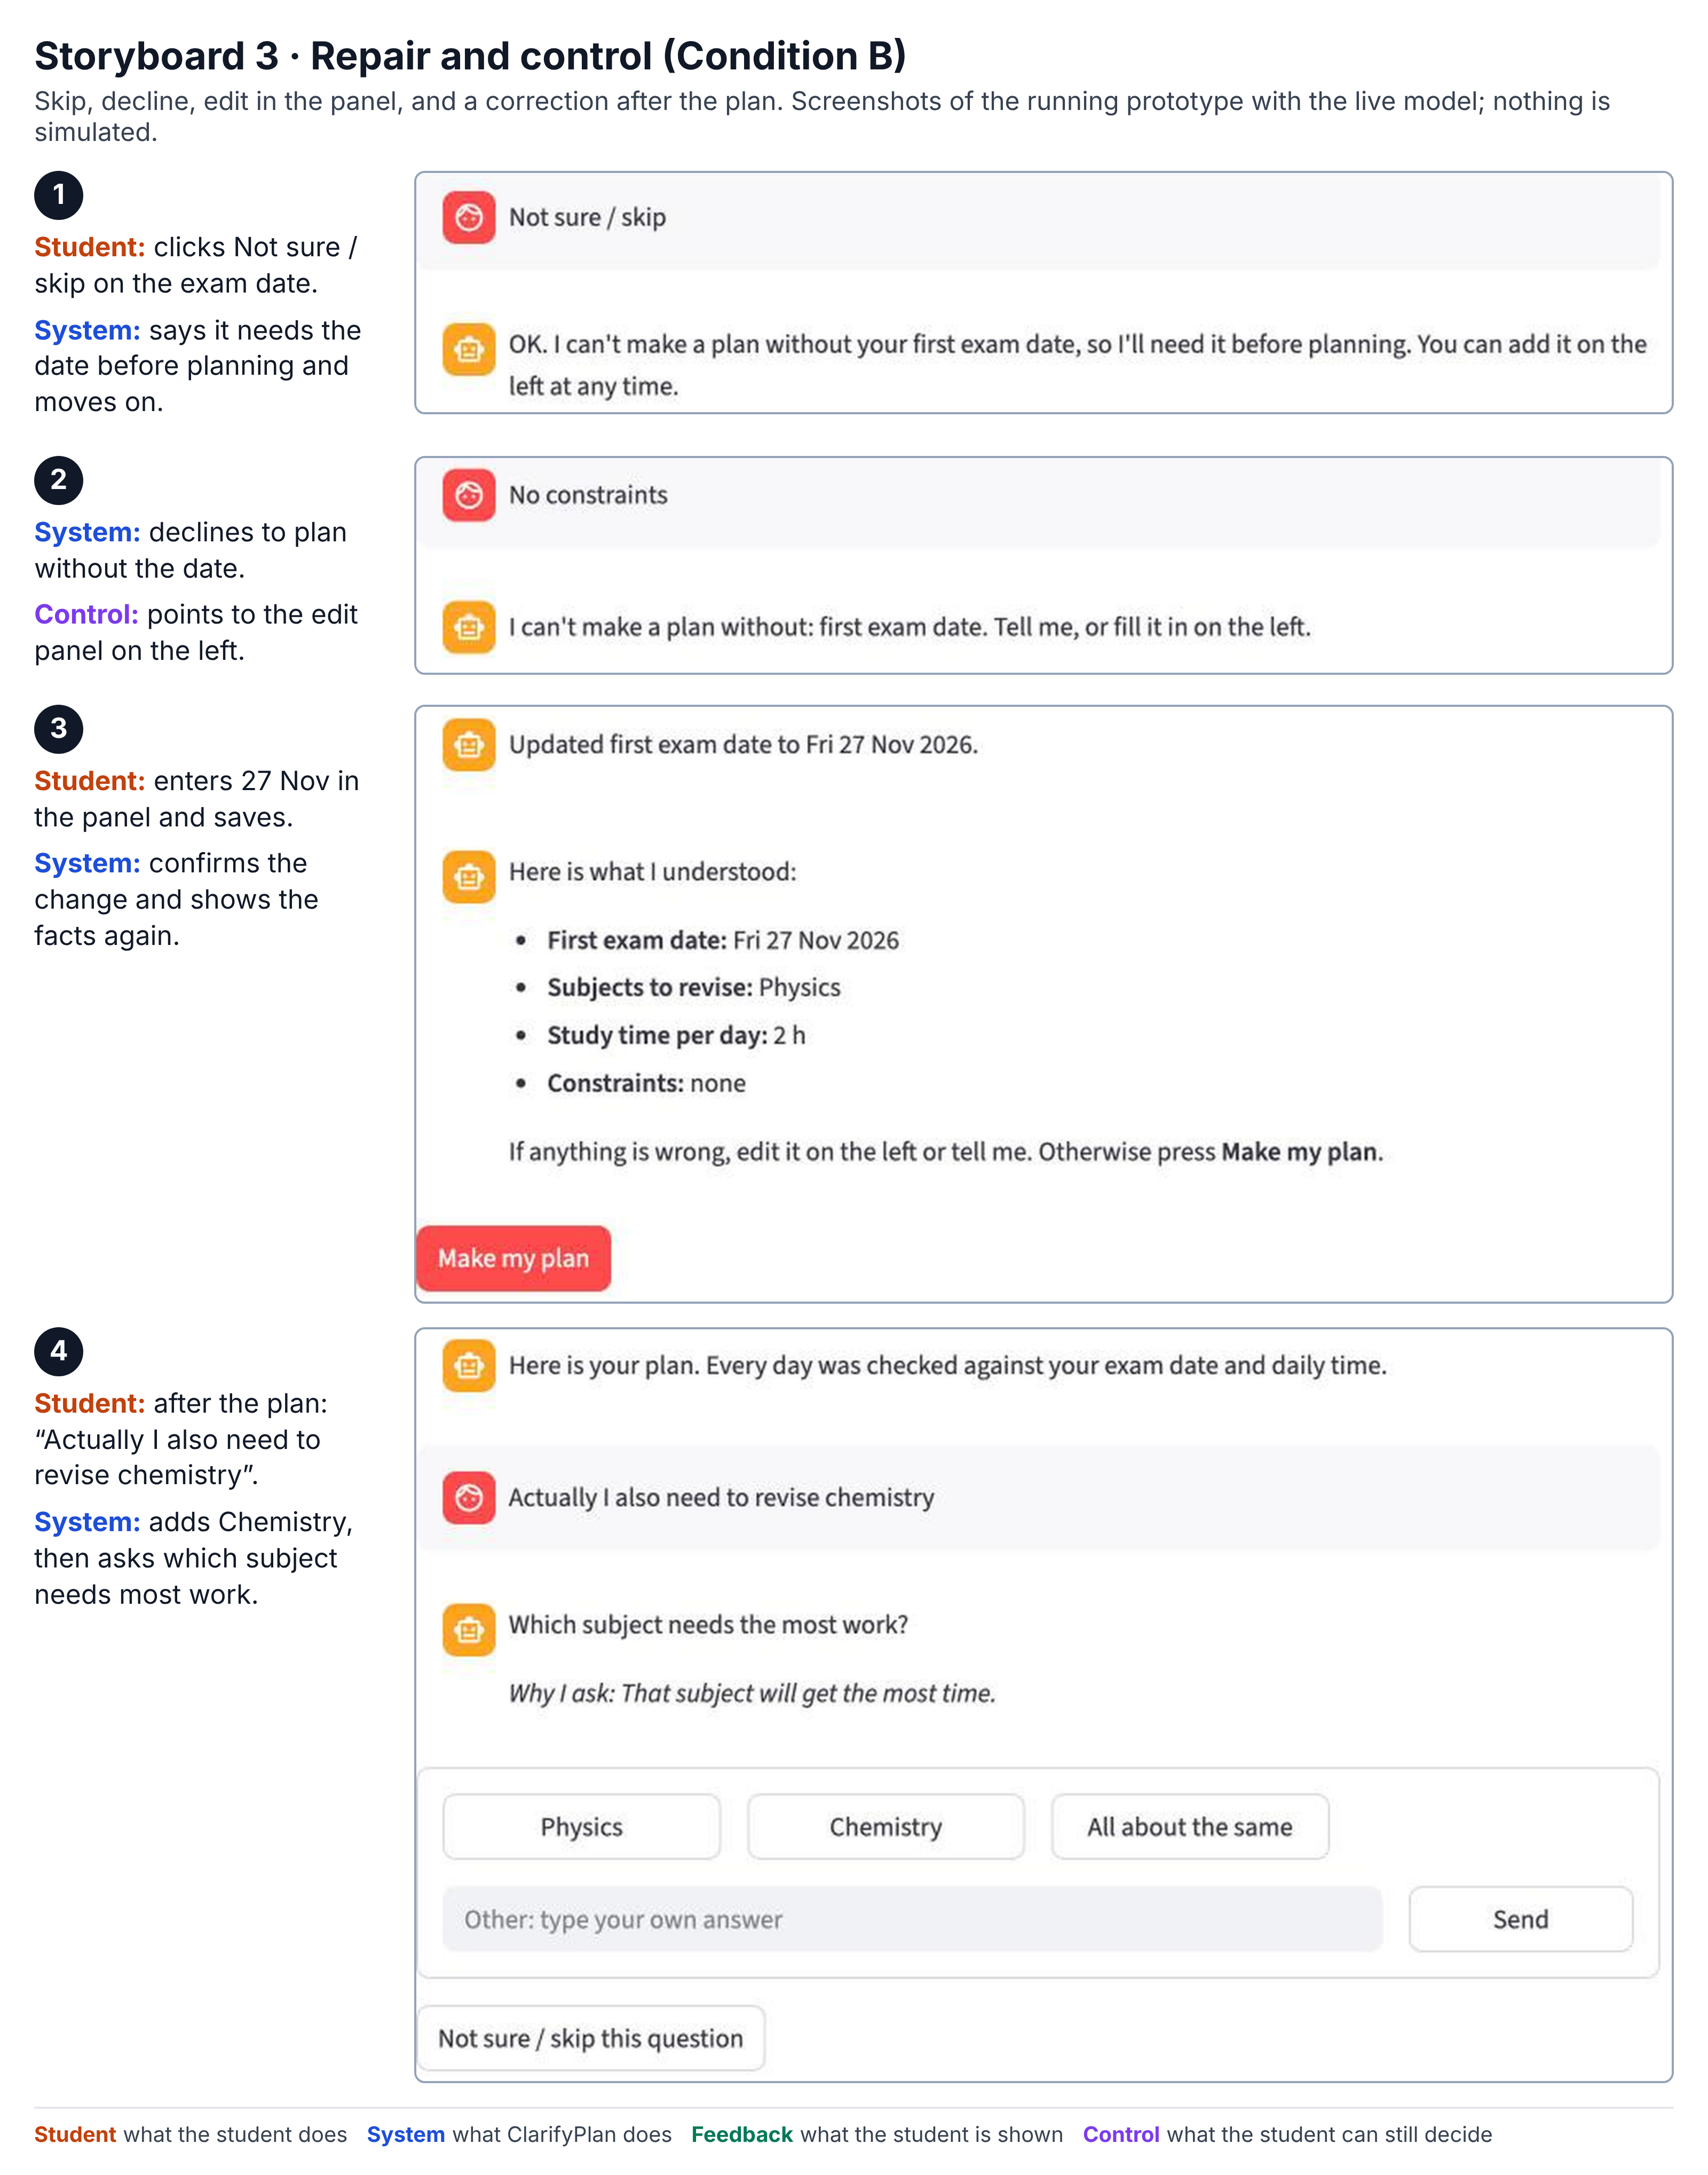 Storyboard 3 · Repair and control (Condition B)
Skip, decline, edit in the panel, and a correction after the plan. Screenshots of the running prototype with the live model; nothing is
simulated.
1
Student: clicks Not sure /
skip on the exam date.
System: says it needs the
date before planning and
moves on.
Not sure / skip
OK. I can't make a plan without your first exam date, so I'll need it before planning. You can add it on the
left at any time.
2
System: declines to plan
without the date.
Control: points to the edit
panel on the left.
No constraints
I can't make a plan without: first exam date. Tell me, or fill it in on the left.
3
Student: enters 27 Nov in
the panel and saves.
System: confirms the
change and shows the
facts again.
Updated first exam date to Fri 27 Nov 2026.
Here is what I understood:
• First exam date: Fri 27 Nov 2026
• Subjects to revise: Physics
• Study time per day: 2 h
• Constraints: none
If anything is wrong, edit it on the left or tell me. Otherwise press Make my plan.
Make my plan
4
Student: after the plan:
“Actually I also need to
revise chemistry”.
System: adds Chemistry,
then asks which subject
needs most work.
Here is your plan. Every day was checked against your exam date and daily time.
Actually I also need to revise chemistry
Which subject needs the most work?
Why I ask: That subject will get the most time.
Physics Chemistry All about the same
Other: type your own answer Send
Not sure / skip this question
Student what the student does System what ClarifyPlan does Feedback what the student is shown Control what the student can still decide